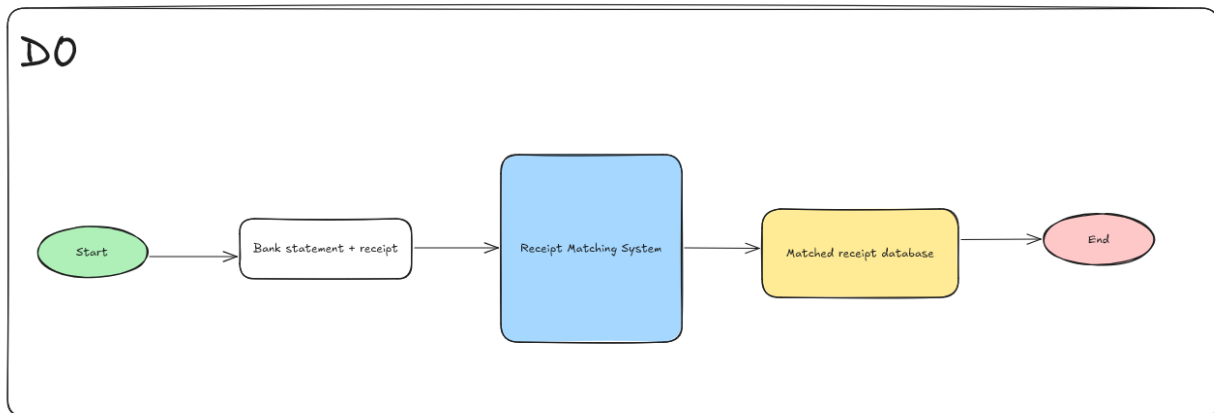 DO
Start
Bank statement + receipt
Receipt Matching System
Matched receipt database
End